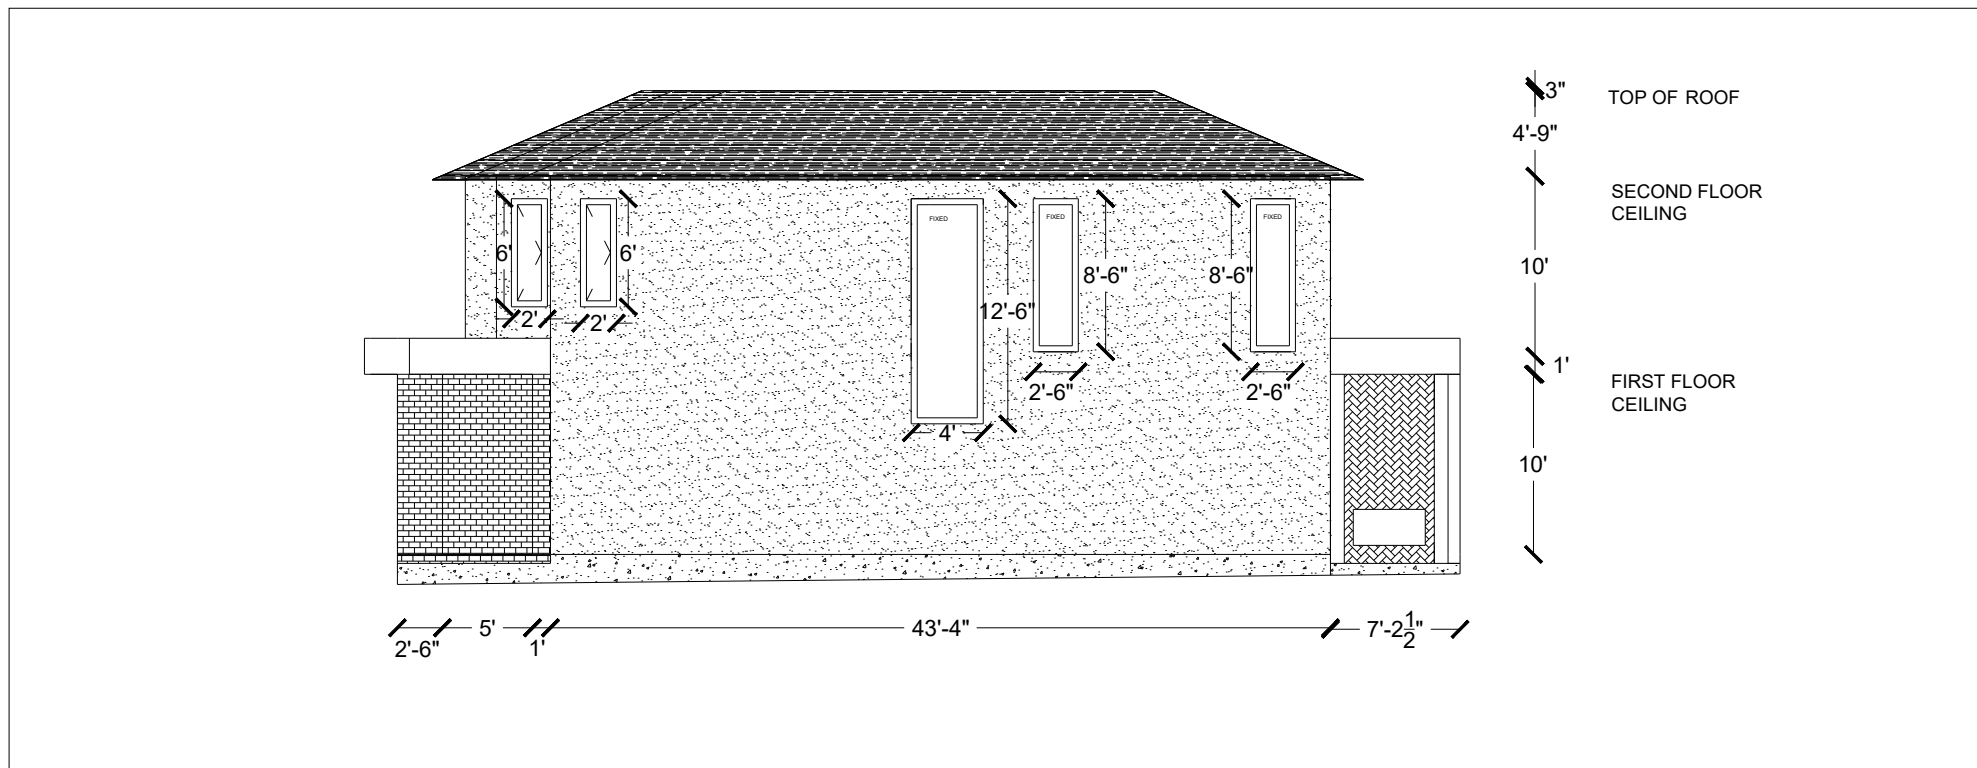 3"
TOP OF ROOF
4'-9"
SECOND FLOOR
CEILING
FIXED
FIXED
FIXED
6'
6'
10'
8'-6"
8'-6"
12'-6"
2'
2'
1'
FIRST FLOOR
CEILING
2'-6"
2'-6"
4'
10'
2'-6"
5'
1'
43'-4"
7'-2 1/2"